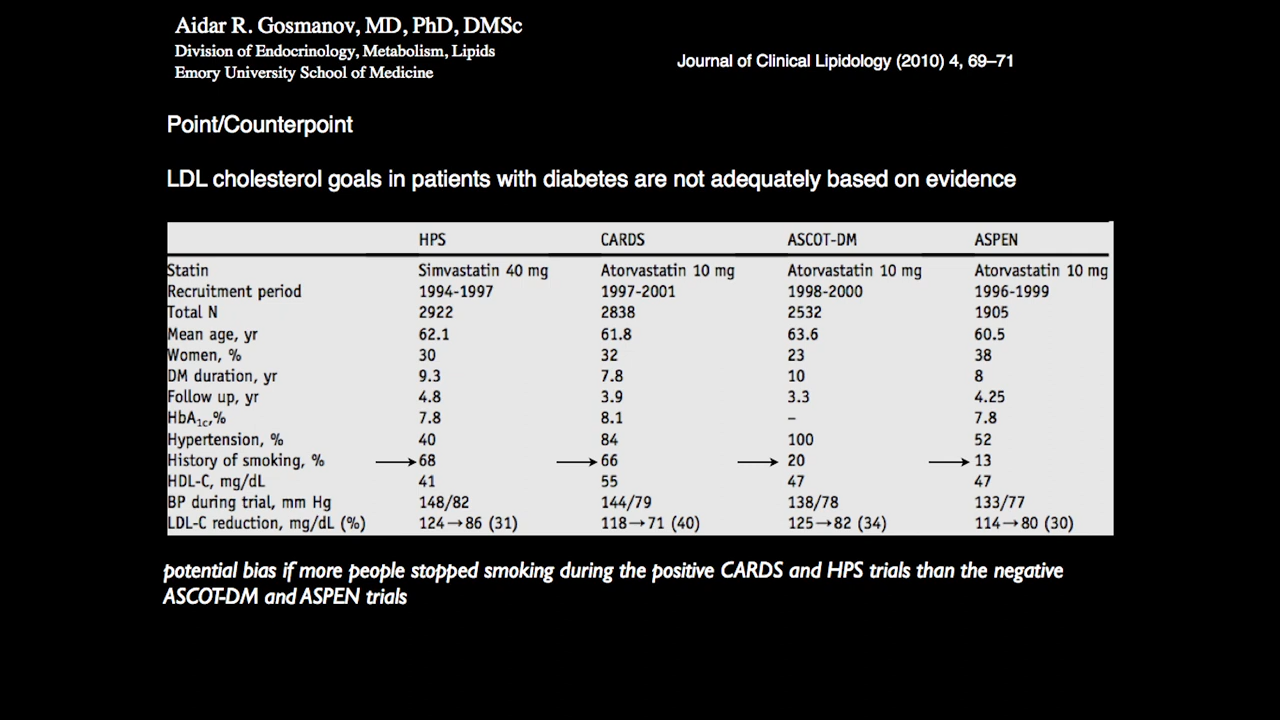 Aidar R. Gosmanov, MD, PhD, DMSc
Division of Endocrinology, Metabolism, Lipids
Emory University School of Medicine
Journal of Clinical Lipidology (2010) 4, 69–71
Point/Counterpoint
LDL cholesterol goals in patients with diabetes are not adequately based on evidence
HPS CARDS ASCOT-DM ASPEN
Statin Simvastatin 40 mg Atorvastatin 10 mg Atorvastatin 10 mg Atorvastatin 10 mg
Recruitment period 1994-1997 1997-2001 1998-2000 1996-1999
Total N 2922 2838 2532 1905
Mean age, yr 62.1 61.8 63.6 60.5
Women, % 30 32 23 38
DM duration, yr 9.3 7.8 10 8
Follow up, yr 4.8 3.9 3.3 4.25
HbA1c,% 7.8 8.1 – 7.8
Hypertension, % 40 84 100 52
History of smoking, % →68 →66 →20 →13
HDL-C, mg/dL 41 55 47 47
BP during trial, mm Hg 148/82 144/79 138/78 133/77
LDL-C reduction, mg/dL (%) 124→86 (31) 118→71 (40) 125→82 (34) 114→80 (30)
potential bias if more people stopped smoking during the positive CARDS and HPS trials than the negative
ASCOT-DM and ASPEN trials